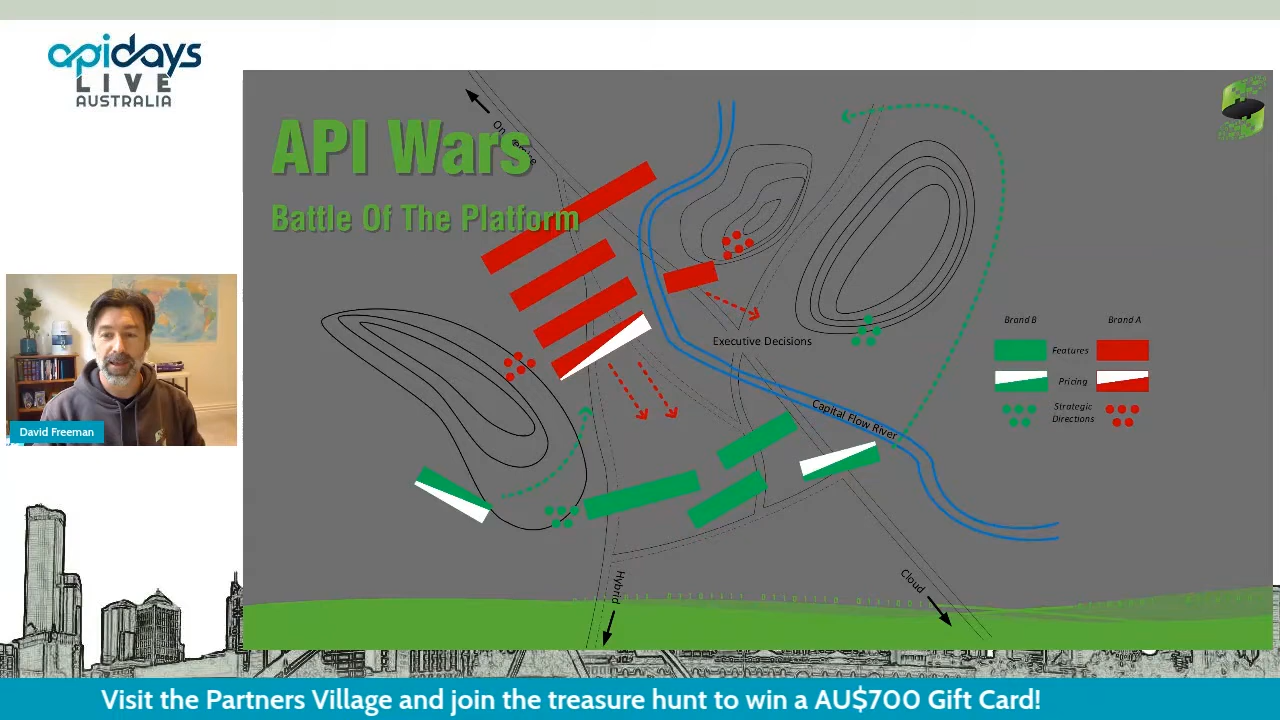 apidays
LIVE
AUSTRALIA
API Wars
Battle Of The Platform
Executive Decisions
Capital Flow River
Hybrid
Cloud
Brand B
Brand A
Features
Pricing
Strategic
Directions
David Freeman
Visit the Partners Village and join the treasure hunt to win a AU$700 Gift Card!